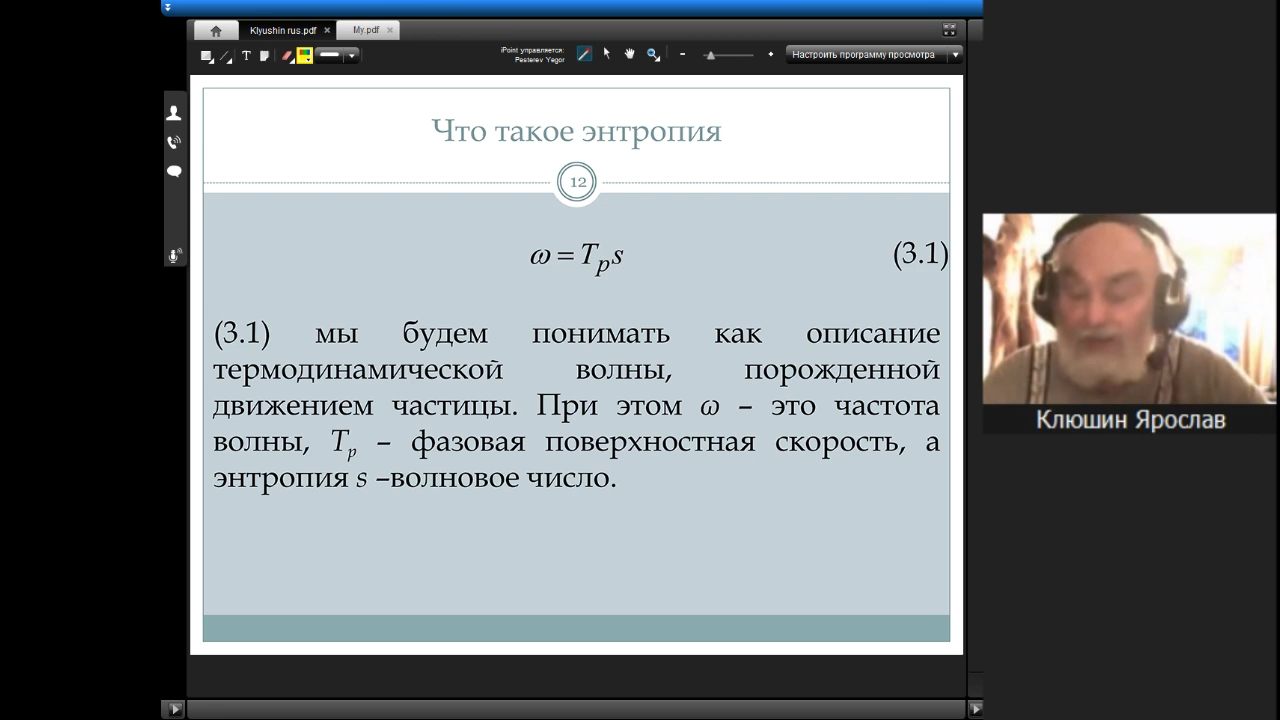 Klyushin rus.pdf
My.pdf
T
iPoint управляется:
Pesterev Yegor
Настроить программу просмотра
Что такое энтропия
12
ω = Tps (3.1)
(3.1) мы будем понимать как описание
термодинамической волны, порожденной
движением частицы. При этом ω – это частота
волны, Tp – фазовая поверхностная скорость, а
энтропия s –волновое число.
Клюшин Ярослав